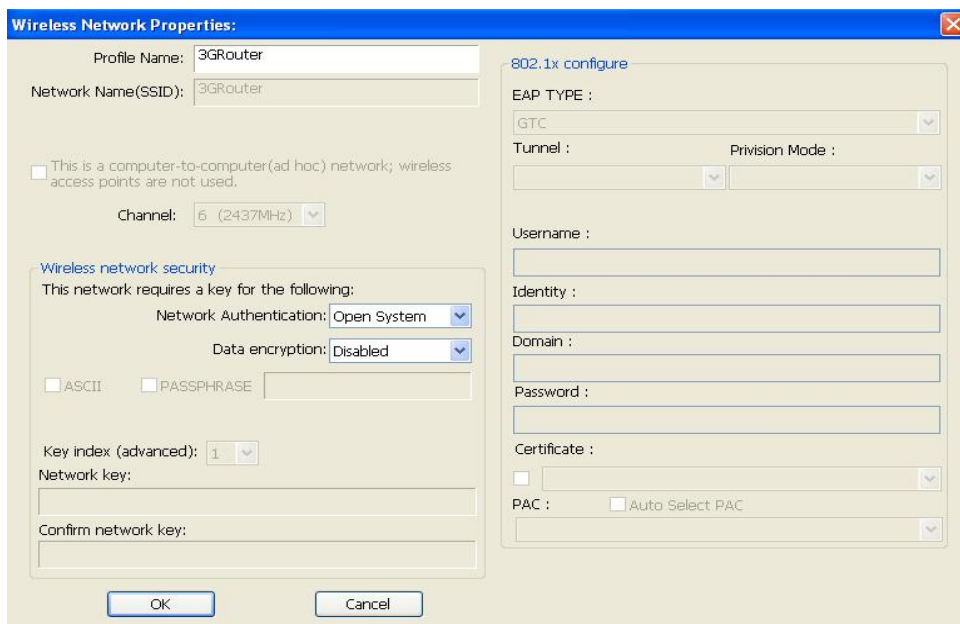 Wireless Network Properties:
Profile Name: 3GRouter
Network Name(SSID): 3GRouter
This is a computer-to-computer(ad hoc) network; wireless
access points are not used.
Channel: 6 (2437MHz)
Wireless network security
This network requires a key for the following:
Network Authentication: Open System
Data encryption: Disabled
ASCII PASSPHRASE
Key index (advanced): 1
Network key:
Confirm network key:
OK Cancel
802.1x configure
EAP TYPE :
GTC
Tunnel : Privision Mode :
Username :
Identity :
Domain :
Password :
Certificate :
PAC : Auto Select PAC